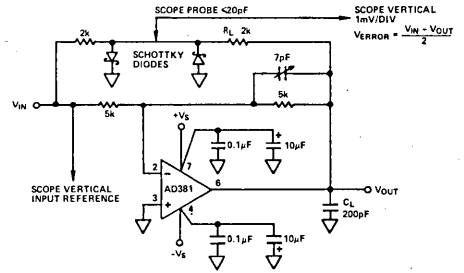 SCOPE PROBE <20pF
SCOPE VERTICAL
1mV/DIV
VERROR = VIN - VOUT
2
2k
RL 2k
SCHOTTKY
DIODES
7pF
VIN
5k
5k
+VS
0.1μF
10μF
+
SCOPE VERTICAL
INPUT REFERENCE
2
-
7
AD381
6
3
+
4
VOUT
CL
200pF
0.1μF
10μF
+
-VS